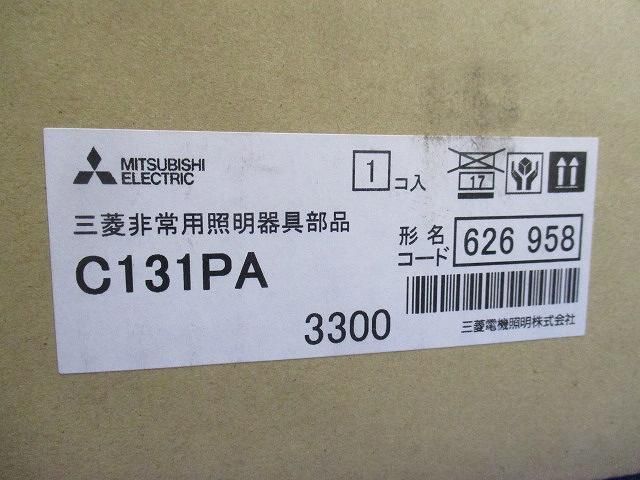 MITSUBISHI
ELECTRIC
1 コ入
17
三菱非常用照明器具部品
C131PA
3300
形名
コード
626 958
三菱電機照明株式会社